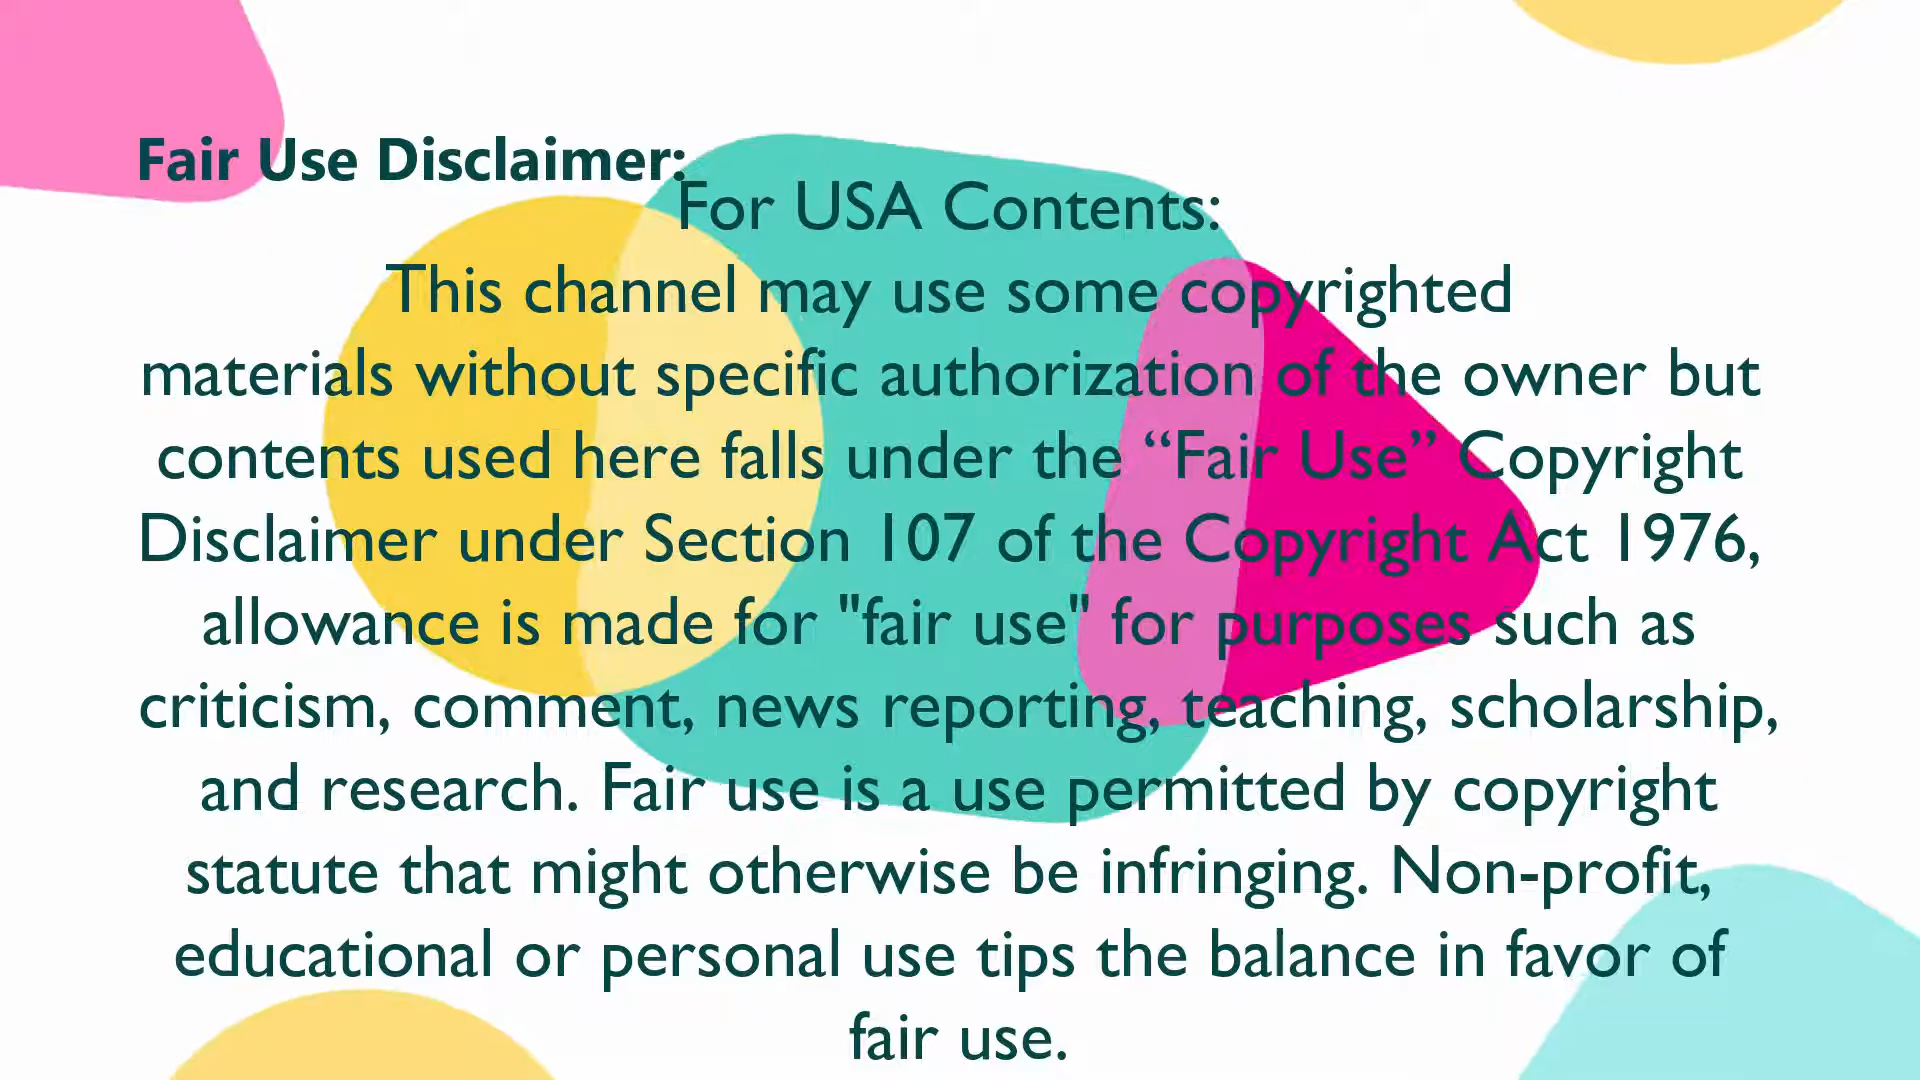 Fair Use Disclaimer:
For USA Contents:
This channel may use some copyrighted
materials without specific authorization of the owner but
contents used here falls under the “Fair Use” Copyright
Disclaimer under Section 107 of the Copyright Act 1976,
allowance is made for "fair use" for purposes such as
criticism, comment, news reporting, teaching, scholarship,
and research. Fair use is a use permitted by copyright
statute that might otherwise be infringing. Non-profit,
educational or personal use tips the balance in favor of
fair use.